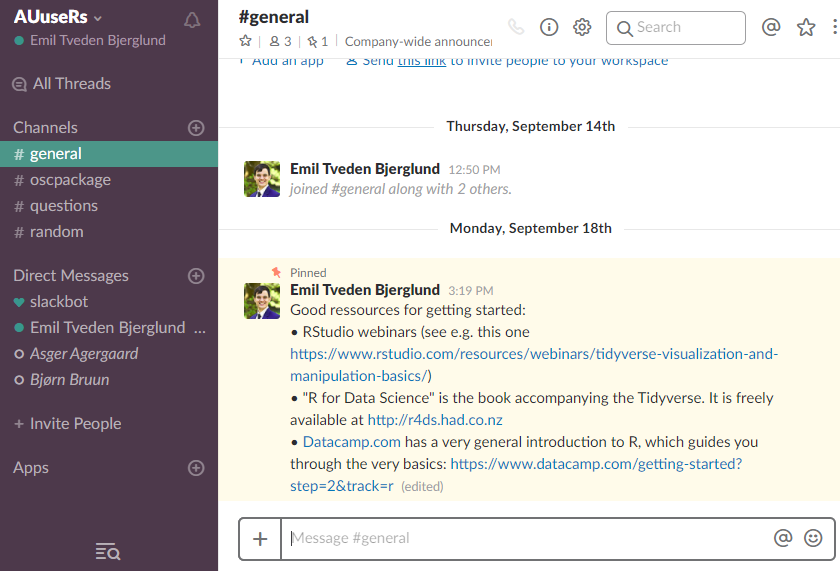 AUuseRs
Emil Tveden Bjerglund
All Threads
Channels
# general
# oscpackage
# questions
# random
Direct Messages
slackbot
Emil Tveden Bjerglund ...
Asger Agergaard
Bjørn Bruun
+ Invite People
Apps
#general
3 | 1 | Company-wide announcer
Search
+ Add an app Send this link to invite people to your workspace
Thursday, September 14th
Emil Tveden Bjerglund 12:50 PM
joined #general along with 2 others.
Monday, September 18th
Pinned
Emil Tveden Bjerglund 3:19 PM
Good ressources for getting started:
• RStudio webinars (see e.g. this one
https://www.rstudio.com/resources/webinars/tidyverse-visualization-and-
manipulation-basics/)
• "R for Data Science" is the book accompanying the Tidyverse. It is freely
available at http://r4ds.had.co.nz
• Datacamp.com has a very general introduction to R, which guides you
through the very basics: https://www.datacamp.com/getting-started?
step=2&track=r (edited)
Message #general